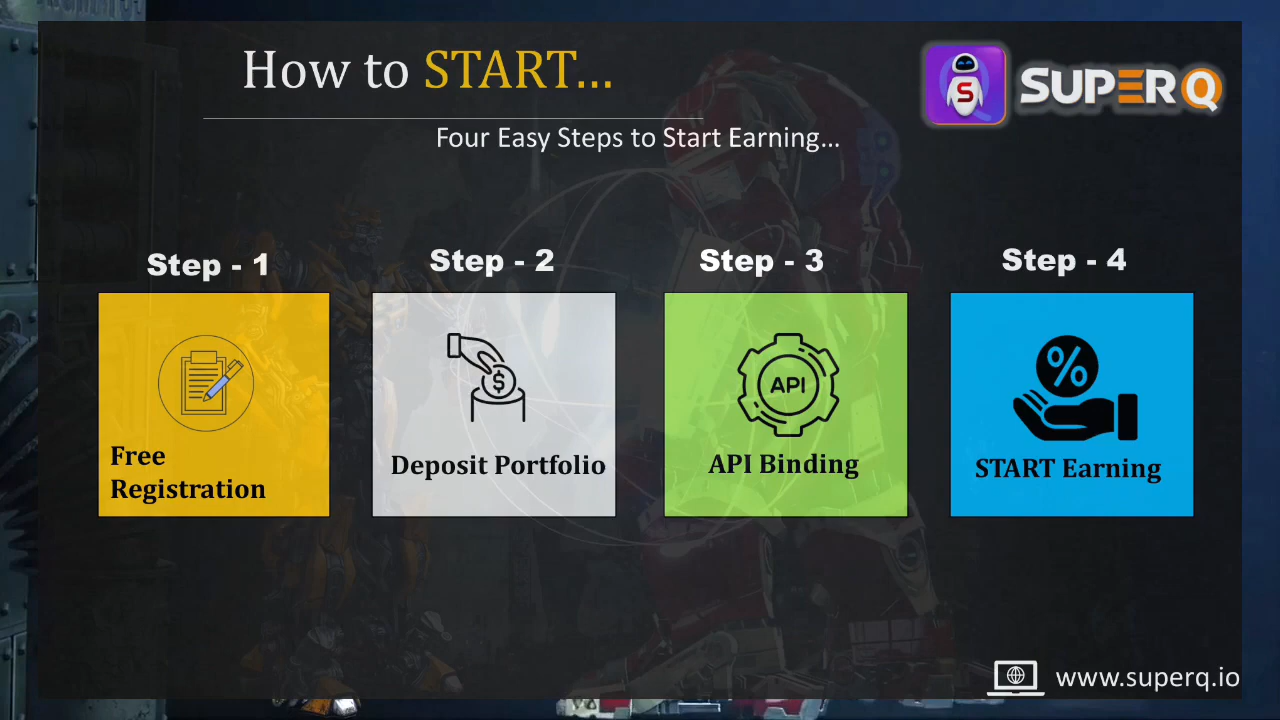 How to START...
SUPERQ
S
Four Easy Steps to Start Earning...
Step - 1
Step - 2
Step - 3
Step - 4
$
API
%
Free
Registration
Deposit Portfolio
API Binding
START Earning
www.superq.io